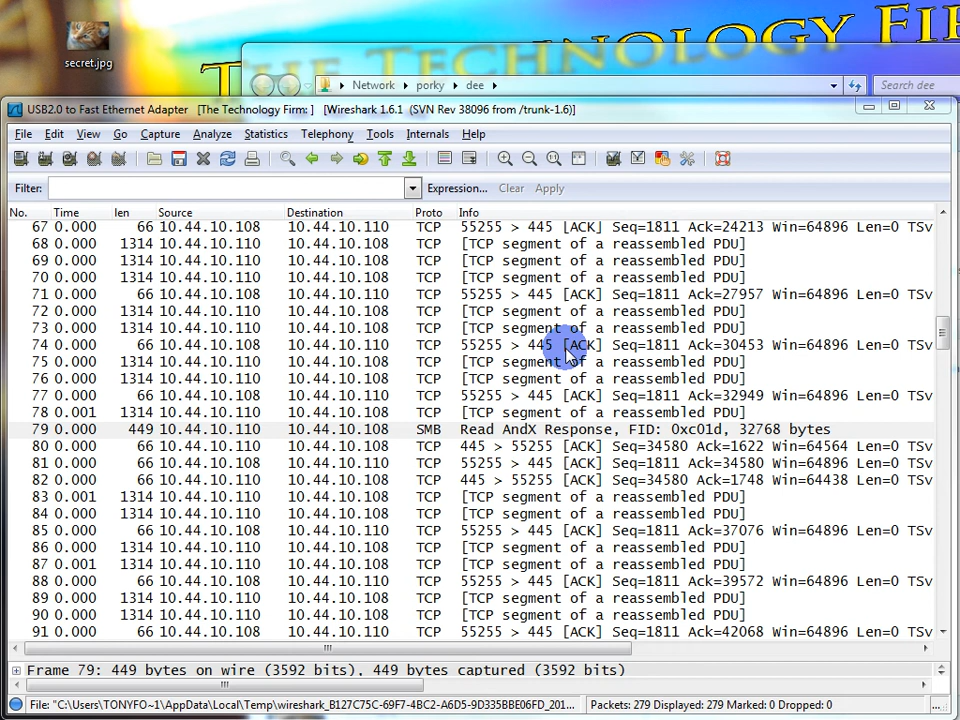 THE TECHNOLOGY FI
secret.jpg
Network porky dee
Search dee
USB2.0 to Fast Ethernet Adapter [The Technology Firm: ] [Wireshark 1.6.1 (SVN Rev 38096 from /trunk-1.6)]
File Edit View Go Capture Analyze Statistics Telephony Tools Internals Help
Filter: Expression... Clear Apply
No. Time len Source Destination Proto Info
67 0.000 66 10.44.10.108 10.44.10.110 TCP 55255 > 445 [ACK] Seq=1811 Ack=24213 Win=64896 Len=0 TSv
68 0.000 1314 10.44.10.110 10.44.10.108 TCP [TCP segment of a reassembled PDU]
69 0.000 1314 10.44.10.110 10.44.10.108 TCP [TCP segment of a reassembled PDU]
70 0.000 1314 10.44.10.110 10.44.10.108 TCP [TCP segment of a reassembled PDU]
71 0.000 66 10.44.10.108 10.44.10.110 TCP 55255 > 445 [ACK] Seq=1811 Ack=27957 Win=64896 Len=0 TSv
72 0.000 1314 10.44.10.110 10.44.10.108 TCP [TCP segment of a reassembled PDU]
73 0.000 1314 10.44.10.110 10.44.10.108 TCP [TCP segment of a reassembled PDU]
74 0.000 66 10.44.10.108 10.44.10.110 TCP 55255 > 445 [ACK] Seq=1811 Ack=30453 Win=64896 Len=0 TSv
75 0.000 1314 10.44.10.110 10.44.10.108 TCP [TCP segment of a reassembled PDU]
76 0.000 1314 10.44.10.110 10.44.10.108 TCP [TCP segment of a reassembled PDU]
77 0.000 66 10.44.10.108 10.44.10.110 TCP 55255 > 445 [ACK] Seq=1811 Ack=32949 Win=64896 Len=0 TSv
78 0.001 1314 10.44.10.110 10.44.10.108 TCP [TCP segment of a reassembled PDU]
79 0.000 449 10.44.10.110 10.44.10.108 SMB Read AndX Response, FID: 0xc01d, 32768 bytes
80 0.000 66 10.44.10.110 10.44.10.108 TCP 445 > 55255 [ACK] Seq=34580 Ack=1622 Win=64564 Len=0 TSv
81 0.000 66 10.44.10.108 10.44.10.110 TCP 55255 > 445 [ACK] Seq=1811 Ack=34580 Win=64896 Len=0 TSv
82 0.000 66 10.44.10.110 10.44.10.108 TCP 445 > 55255 [ACK] Seq=34580 Ack=1748 Win=64438 Len=0 TSv
83 0.001 1314 10.44.10.110 10.44.10.108 TCP [TCP segment of a reassembled PDU]
84 0.000 1314 10.44.10.110 10.44.10.108 TCP [TCP segment of a reassembled PDU]
85 0.000 66 10.44.10.108 10.44.10.110 TCP 55255 > 445 [ACK] Seq=1811 Ack=37076 Win=64896 Len=0 TSv
86 0.000 1314 10.44.10.110 10.44.10.108 TCP [TCP segment of a reassembled PDU]
87 0.001 1314 10.44.10.110 10.44.10.108 TCP [TCP segment of a reassembled PDU]
88 0.000 66 10.44.10.108 10.44.10.110 TCP 55255 > 445 [ACK] Seq=1811 Ack=39572 Win=64896 Len=0 TSv
89 0.000 1314 10.44.10.110 10.44.10.108 TCP [TCP segment of a reassembled PDU]
90 0.000 1314 10.44.10.110 10.44.10.108 TCP [TCP segment of a reassembled PDU]
91 0.000 66 10.44.10.108 10.44.10.110 TCP 55255 > 445 [ACK] Seq=1811 Ack=42068 Win=64896 Len=0 TSv
Frame 79: 449 bytes on wire (3592 bits), 449 bytes captured (3592 bits)
File: "C:\Users\TONYFO~1\AppData\Local\Temp\wireshark_B127C75C-69F7-4BC2-A6D5-9D335BBE06FD_201... Packets: 279 Displayed: 279 Marked: 0 Dropped: 0